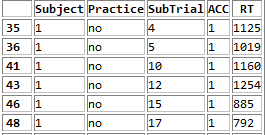 Subject Practice SubTrial ACC RT
35 1 no 4 1 1125
36 1 no 5 1 1019
41 1 no 10 1 1160
43 1 no 12 1 1254
46 1 no 15 1 885
48 1 no 17 1 792